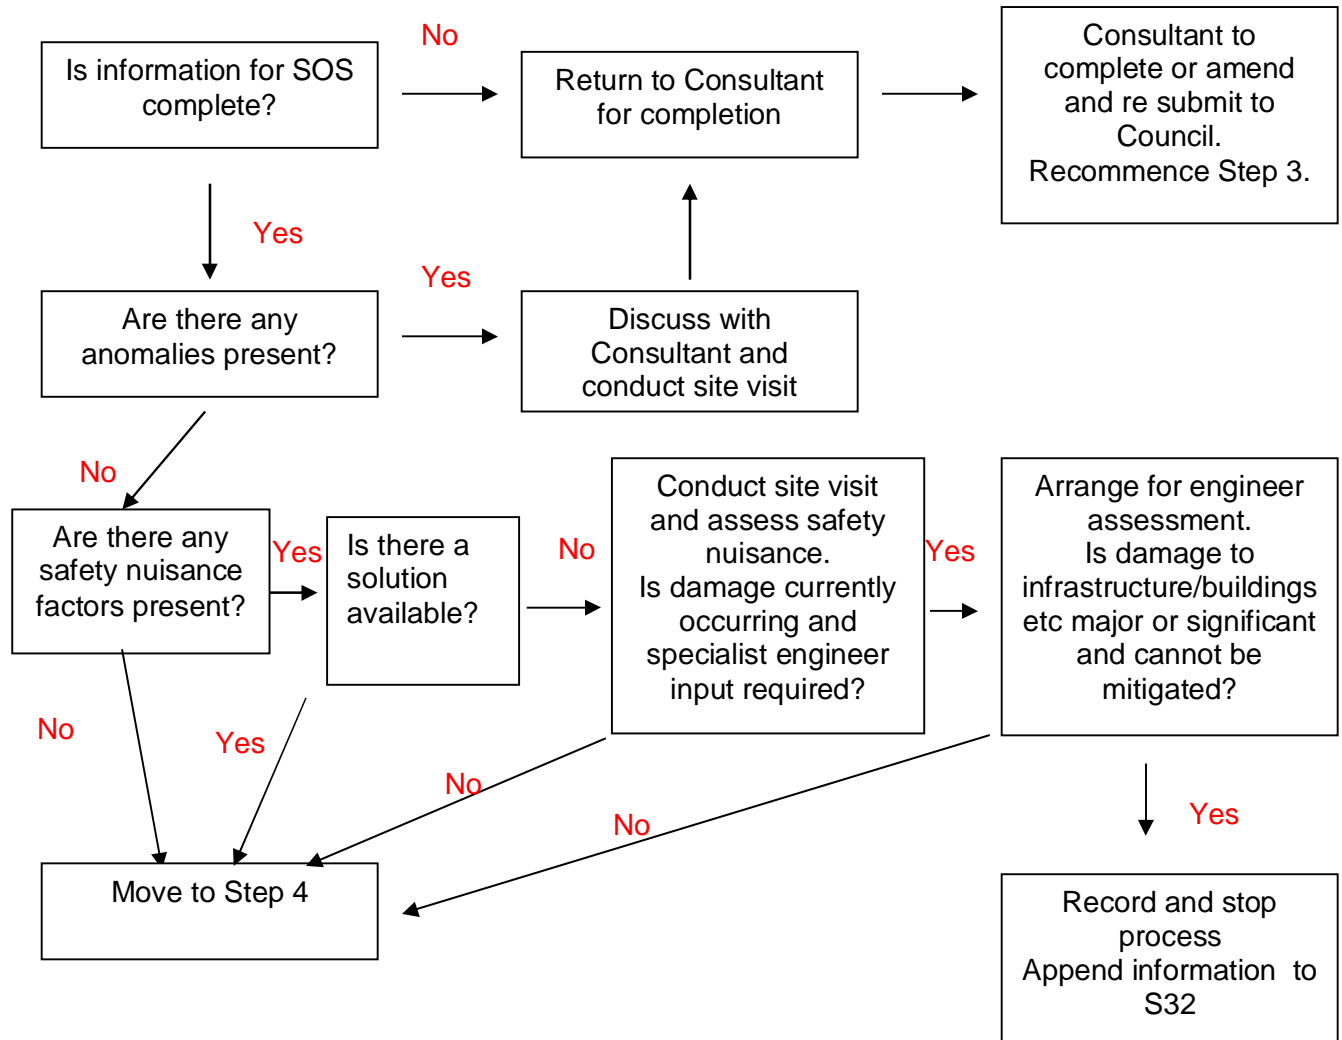 Is information for SOS
complete?
No
Return to Consultant
for completion
Consultant to
complete or amend
and re submit to
Council.
Recommence Step 3.
Yes
Are there any
anomalies present?
Yes
Discuss with
Consultant and
conduct site visit
No
Are there any
safety nuisance
factors present?
Yes
Is there a
solution
available?
No
Conduct site visit
and assess safety
nuisance.
Is damage currently
occurring and
specialist engineer
input required?
Yes
Arrange for engineer
assessment.
Is damage to
infrastructure/buildings
etc major or significant
and cannot be
mitigated?
No
Yes
No
No
Yes
Move to Step 4
Record and stop
process
Append information to
S32